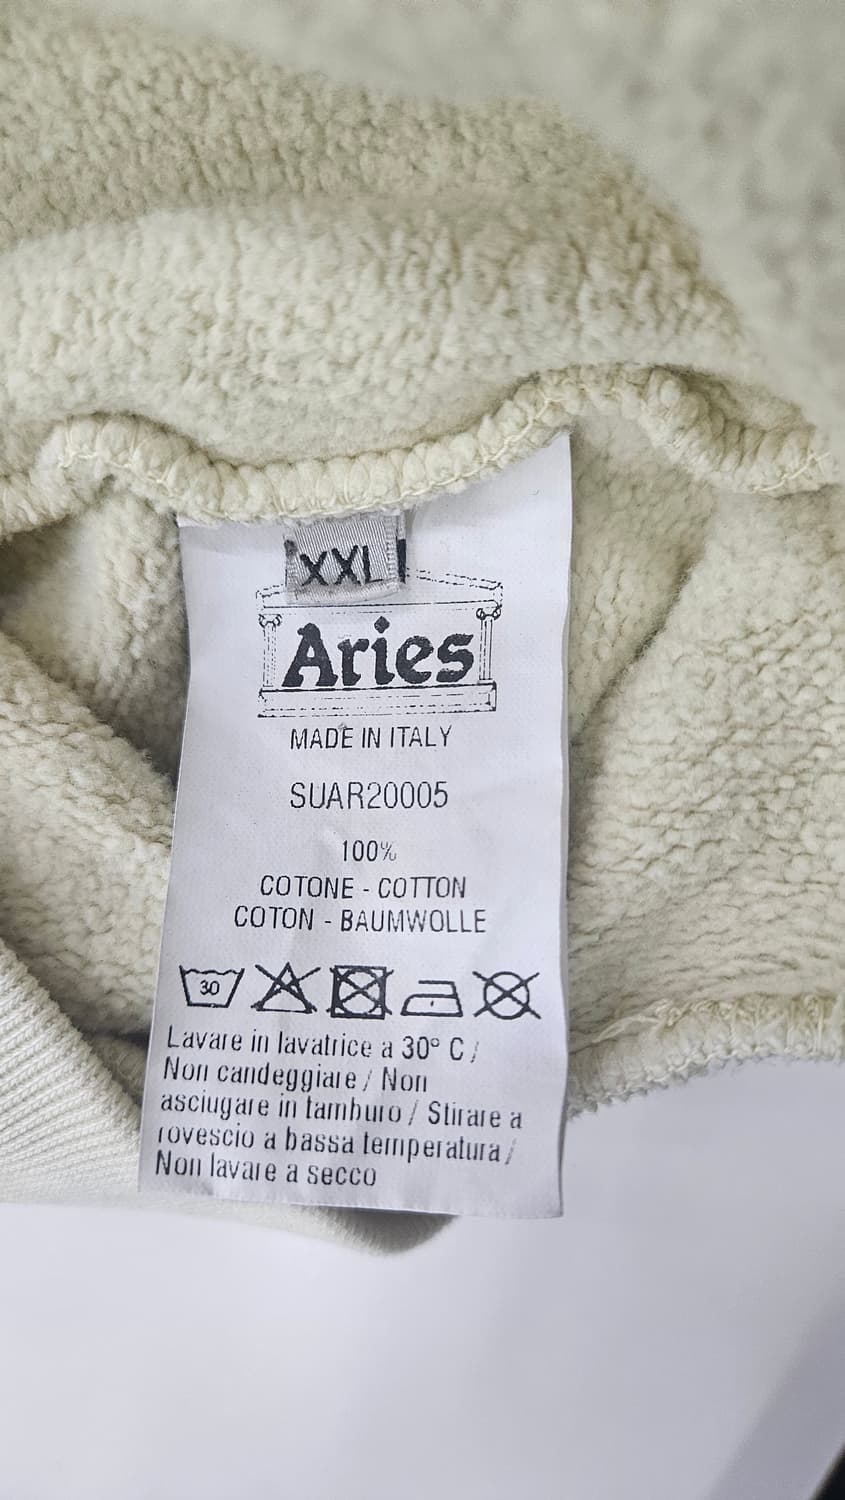 XXL
Aries
MADE IN ITALY
SUAR20005
100%
COTONE - COTTON
COTON - BAUMWOLLE
30
Lavare in lavatrice a 30° C /
Non candeggiare / Non
asciugare in tamburo / Stirare a
rovescio a bassa temperatura /
Non lavare a secco